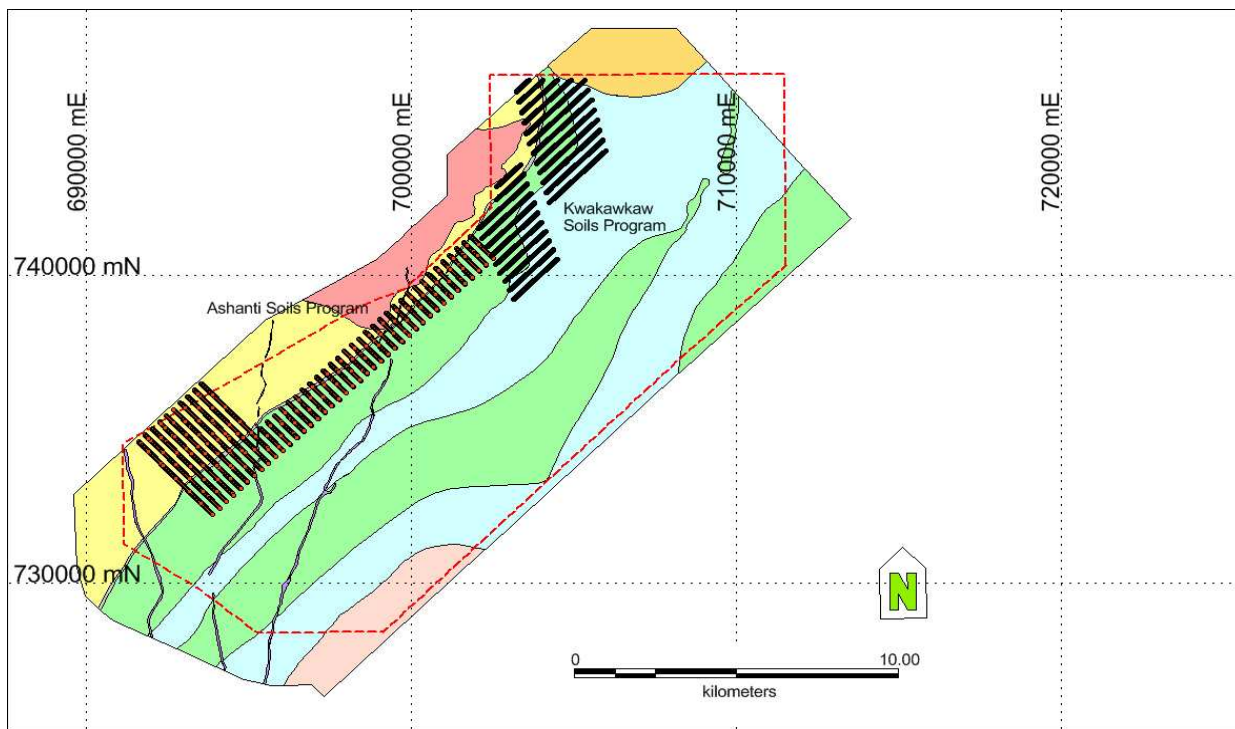 690000 mE
700000 mE
710000 mE
720000 mE
Kwakawkaw
Soils Program
740000 mN
Ashanti Soils Program
730000 mN
N
0
10.00
kilometers